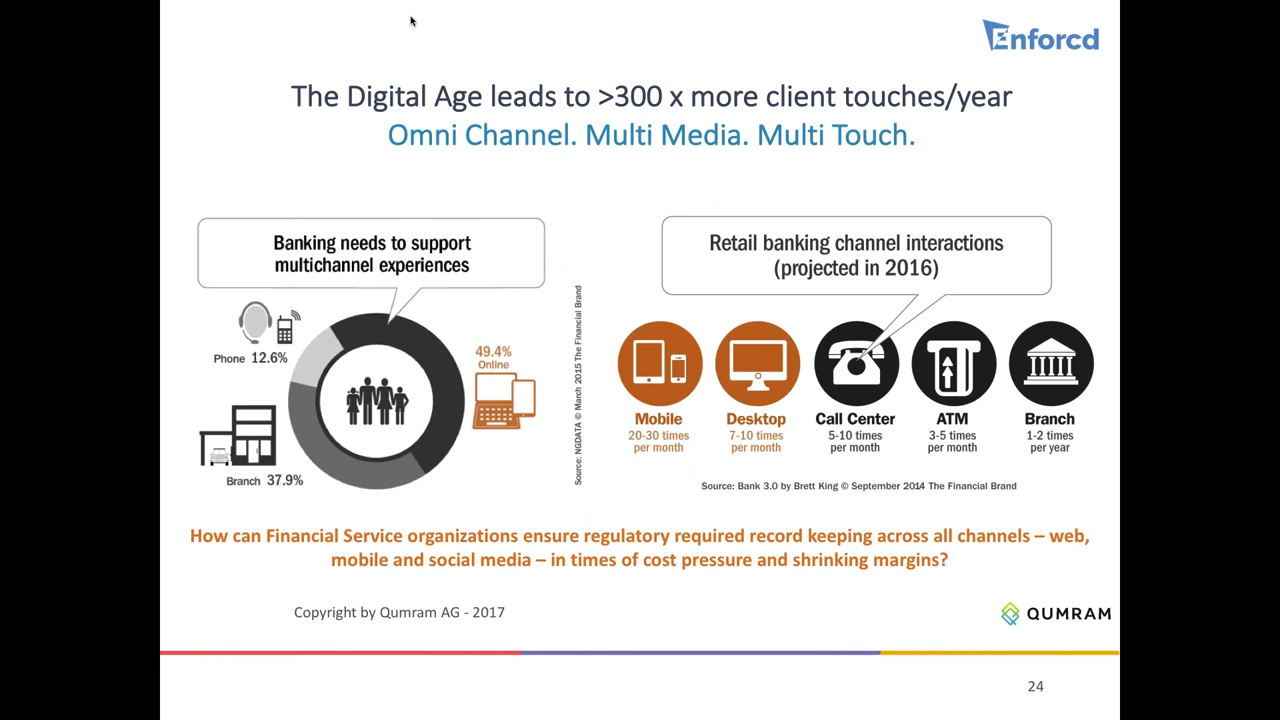 Enforcd
The Digital Age leads to >300 x more client touches/year
Omni Channel. Multi Media. Multi Touch.
Banking needs to support
multichannel experiences
Phone 12.6%
49.4%
Online
Branch 37.9%
Source: NGDATA © March 2015 The Financial Brand
Retail banking channel interactions
(projected in 2016)
Mobile
20-30 times
per month
Desktop
7-10 times
per month
Call Center
5-10 times
per month
ATM
3-5 times
per month
Branch
1-2 times
per year
Source: Bank 3.0 by Brett King © September 2014 The Financial Brand
How can Financial Service organizations ensure regulatory required record keeping across all channels – web,
mobile and social media – in times of cost pressure and shrinking margins?
Copyright by Qumram AG - 2017
QUMRAM
24